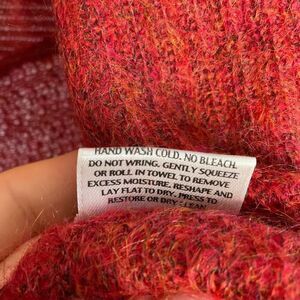 HAND WASH COLD. NO BLEACH.
DO NOT WRING. GENTLY SQUEEZE
OR ROLL IN TOWEL TO REMOVE
EXCESS MOISTURE. RESHAPE AND
LAY FLAT TO DRY. PRESS TO
RESTORE OR DRY